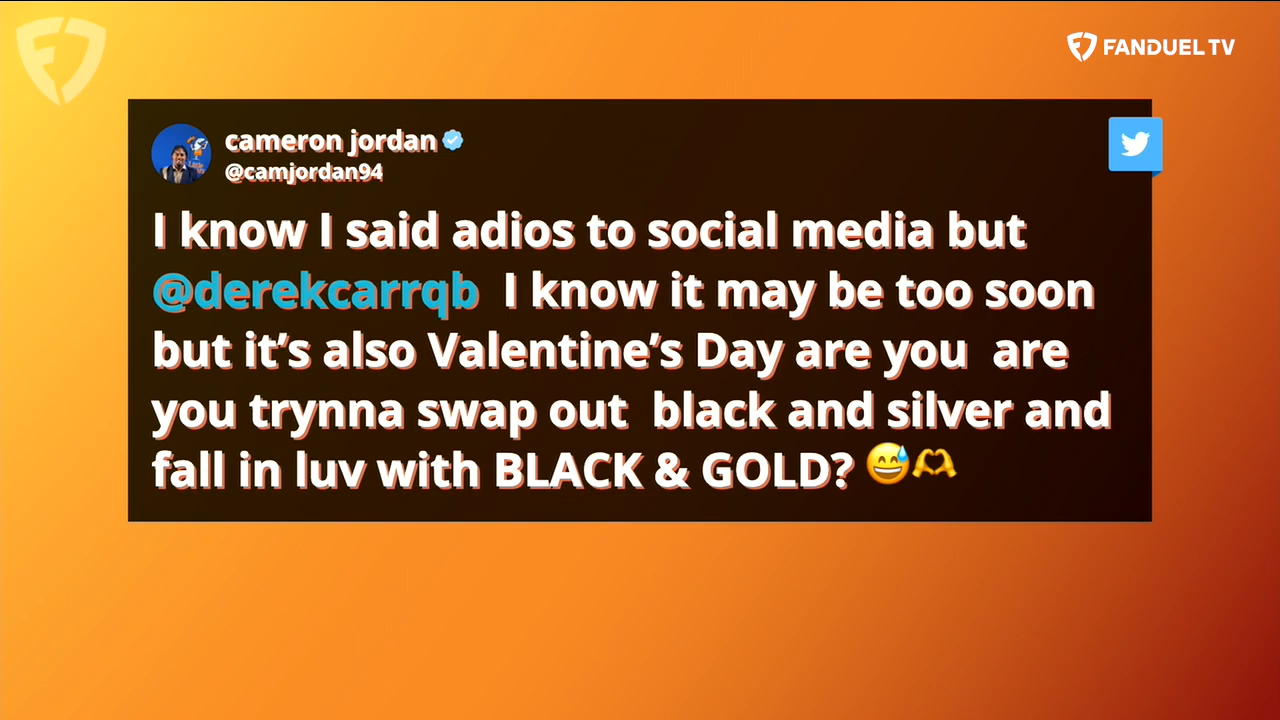 FANDUEL TV
cameron jordan
@camjordan94
I know I said adios to social media but
@derekcarrqb I know it may be too soon
but it’s also Valentine’s Day are you are
you trynna swap out black and silver and
fall in luv with BLACK & GOLD? 😅🫶